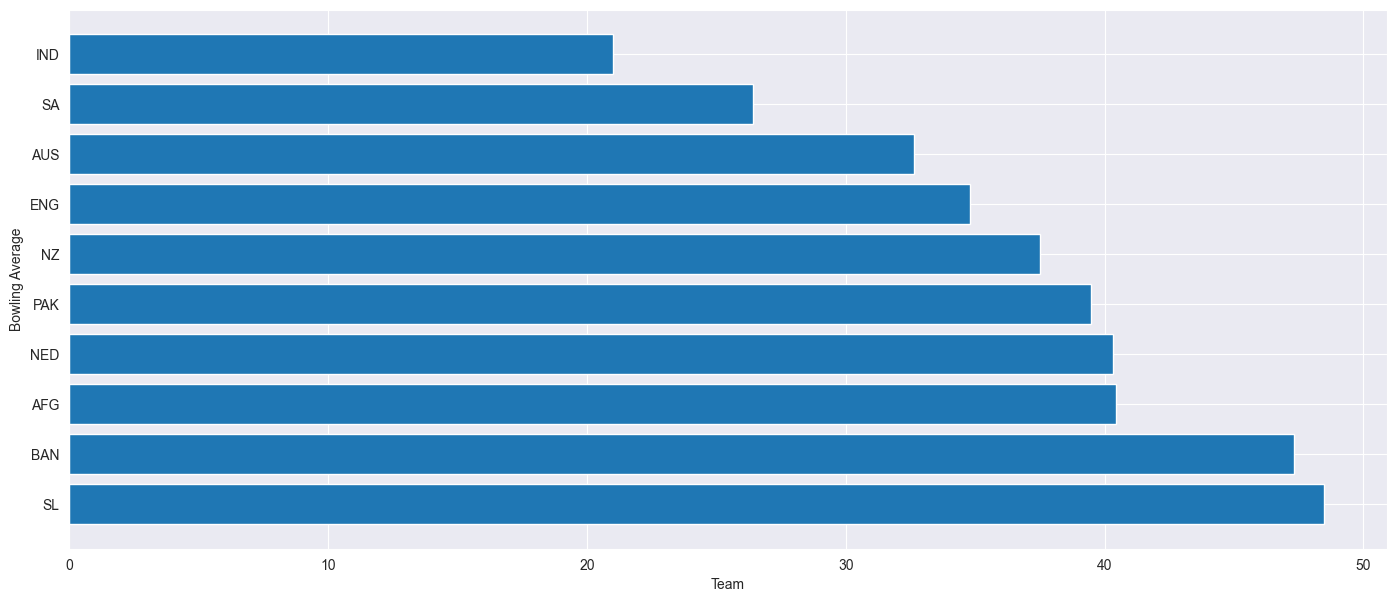 Bowling Average
IND
SA
AUS
ENG
NZ
PAK
NED
AFG
BAN
SL
0 10 20 30 40 50
Team